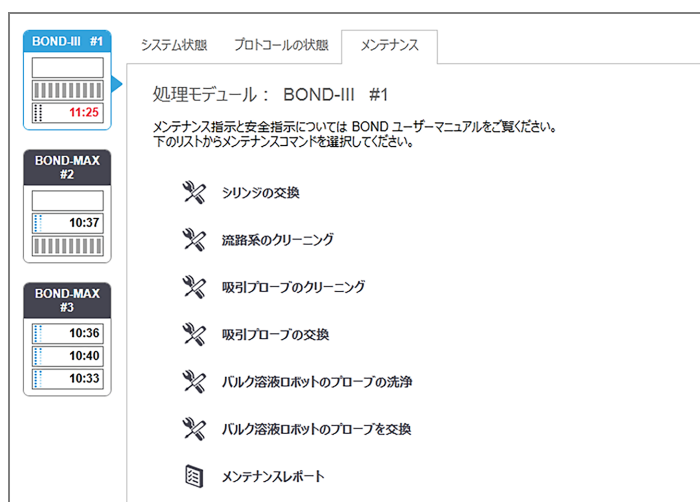 BOND-III #1
11:25
BOND-MAX
#2
10:37
BOND-MAX
#3
10:36
10:40
10:33
システム状態 プロトコールの状態 メンテナンス
処理モジュール： BOND-III #1
メンテナンス指示と安全指示については BOND ユーザーマニュアルをご覧ください。
下のリストからメンテナンスコマンドを選択してください。
シリンジの交換
流路系のクリーニング
吸引プローブのクリーニング
吸引プローブの交換
バルク溶液ロボットのプローブの洗浄
バルク溶液ロボットのプローブを交換
メンテナンスレポート